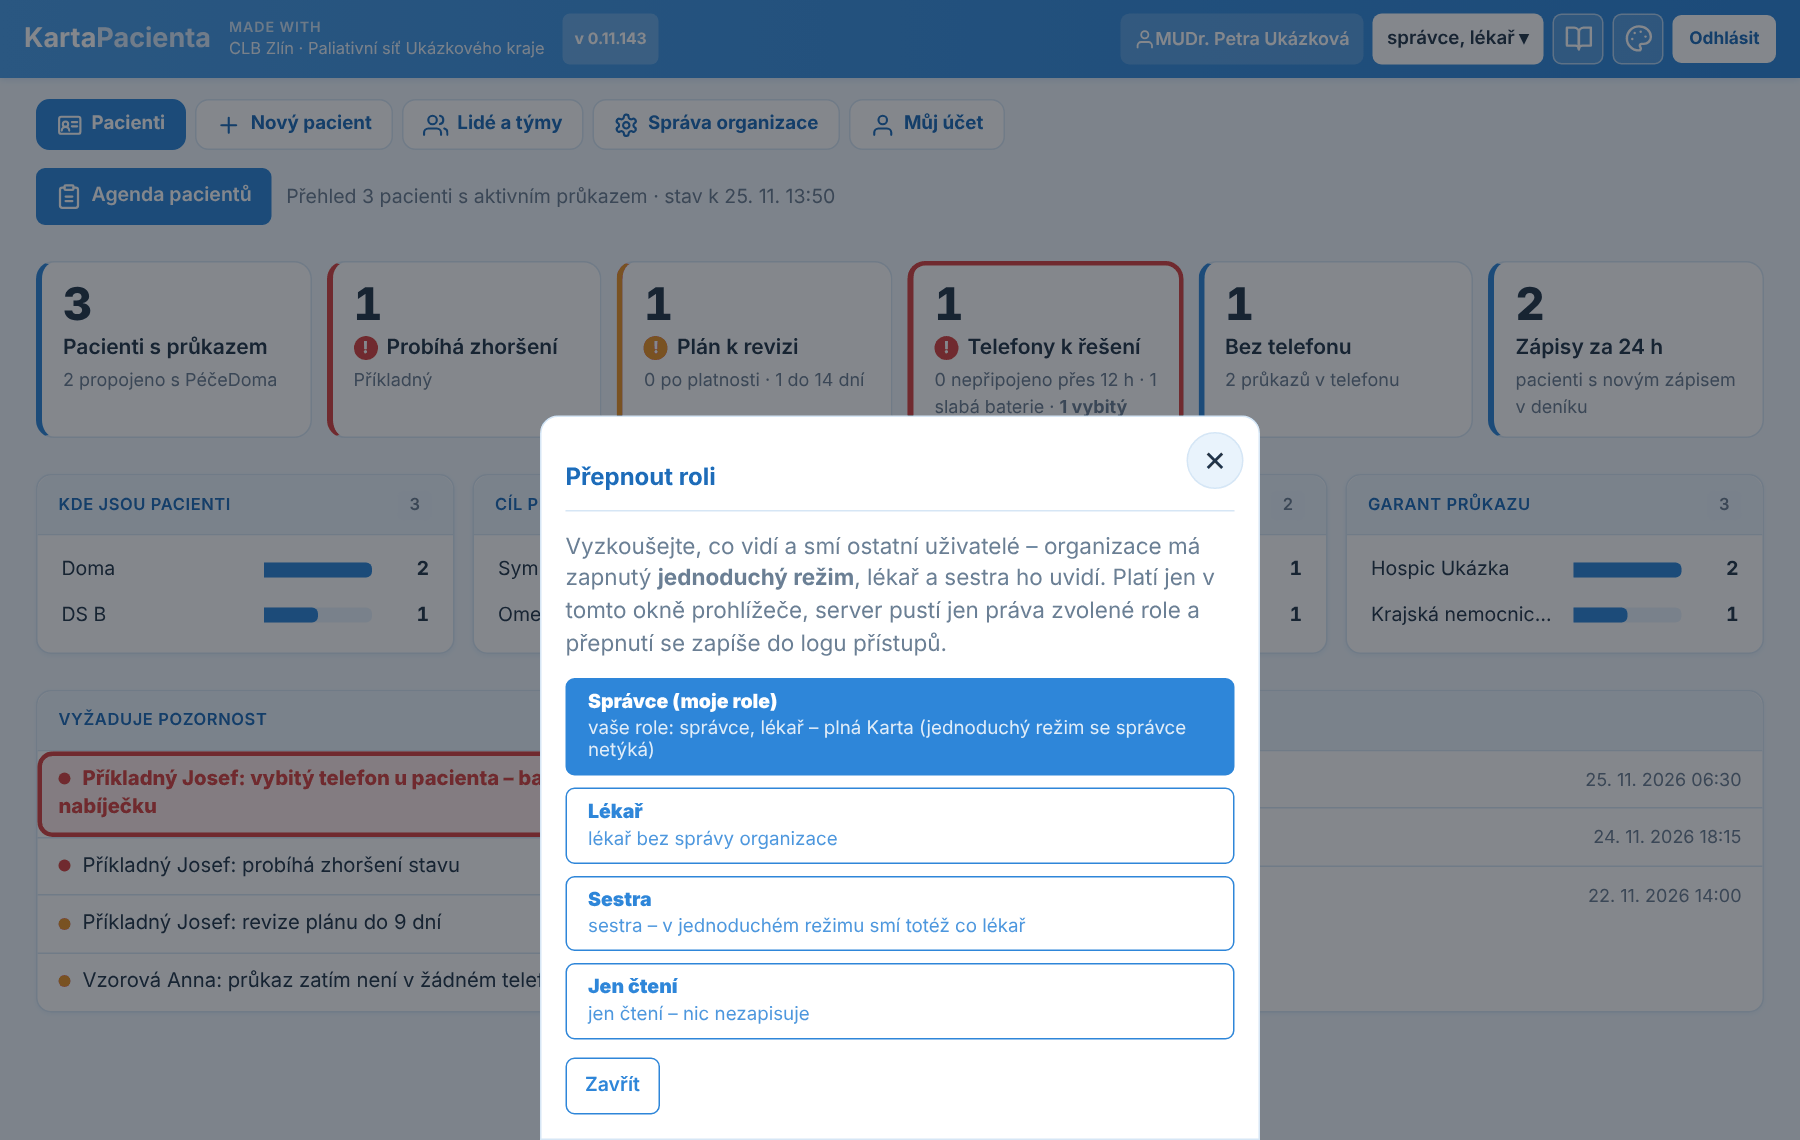 KartaPacienta
MADE WITH
CLB Zlín · Paliativní síť Ukázkového kraje
v 0.11.143
MUDr. Petra Ukázková
správce, lékař ▾
Odhlásit
Pacienti
Nový pacient
Lidé a týmy
Správa organizace
Můj účet
Agenda pacientů
Přehled 3 pacienti s aktivním průkazem · stav k 25. 11. 13:50
3
Pacienti s průkazem
2 propojeno s PéčeDoma
1
Probíhá zhoršení
Příkladný
1
Plán k revizi
0 po platnosti · 1 do 14 dní
1
Telefony k řešení
0 nepřipojeno přes 12 h · 1
slabá baterie · 1 vybitý
1
Bez telefonu
2 průkazů v telefonu
2
Zápisy za 24 h
pacienti s novým zápisem
v deníku
KDE JSOU PACIENTI 3
Doma 2
DS B 1
CÍL P
2
Sym
1
Ome
1
GARANT PRŮKAZU 3
Hospic Ukázka 2
Krajská nemocnic... 1
VYŽADUJE POZORNOST
Příkladný Josef: vybitý telefon u pacienta – ba
nabíječku
Příkladný Josef: probíhá zhoršení stavu
Příkladný Josef: revize plánu do 9 dní
Vzorová Anna: průkaz zatím není v žádném telef
25. 11. 2026 06:30
24. 11. 2026 18:15
22. 11. 2026 14:00
Přepnout roli
Vyzkoušejte, co vidí a smí ostatní uživatelé – organizace má
zapnutý jednoduchý režim, lékař a sestra ho uvidí. Platí jen v
tomto okně prohlížeče, server pustí jen práva zvolené role a
přepnutí se zapíše do logu přístupů.
Správce (moje role)
vaše role: správce, lékař – plná Karta (jednoduchý režim se správce
netýká)
Lékař
lékař bez správy organizace
Sestra
sestra – v jednoduchém režimu smí totéž co lékař
Jen čtení
jen čtení – nic nezapisuje
Zavřít